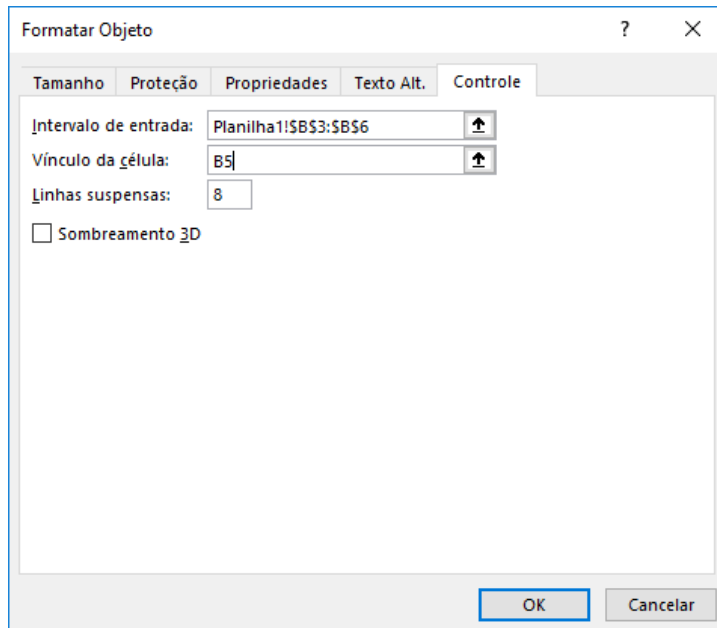 Formatar Objeto ?
Tamanho Proteção Propriedades Texto Alt. Controle
Intervalo de entrada: Planilha1!$B$3:$B$6
Vínculo da célula: B5
Linhas suspensas: 8
Sombreamento 3D
OK Cancelar